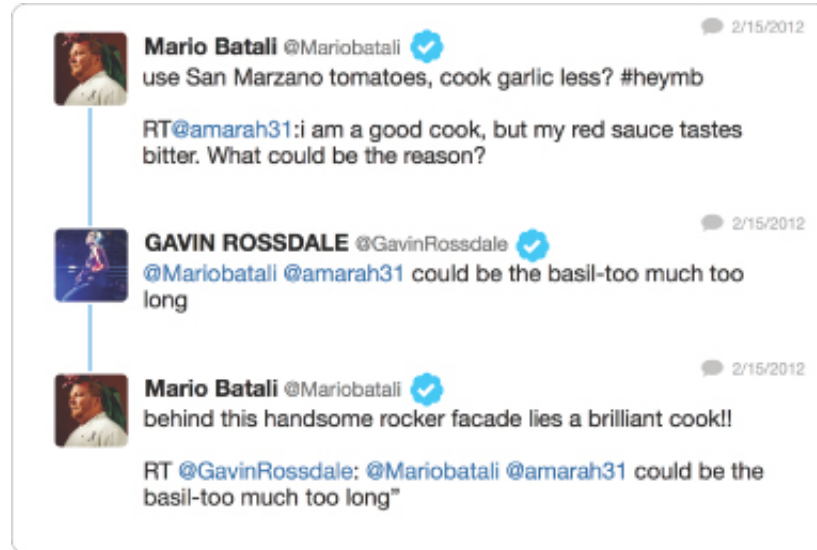 2/15/2012
Mario Batali @Mariobatali
use San Marzano tomatoes, cook garlic less? #heymb
RT@amarah31:i am a good cook, but my red sauce tastes
bitter. What could be the reason?
2/15/2012
GAVIN ROSSDALE @GavinRossdale
@Mariobatali @amarah31 could be the basil-too much too
long
2/15/2012
Mario Batali @Mariobatali
behind this handsome rocker facade lies a brilliant cook!!
RT @GavinRossdale: @Mariobatali @amarah31 could be the
basil-too much too long”